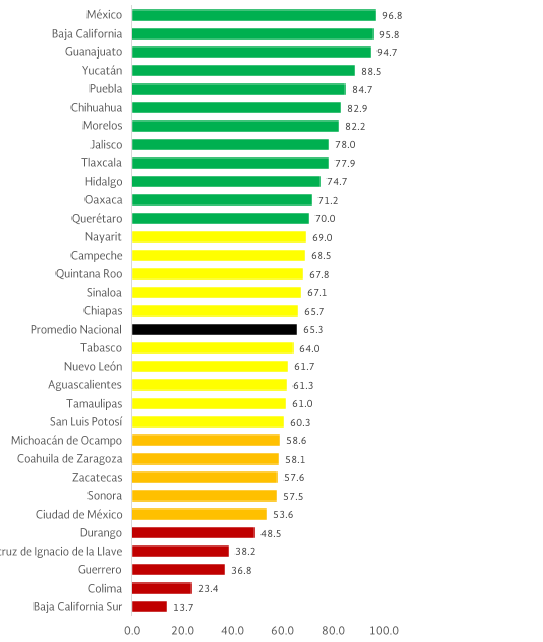 México 96.8
Baja California 95.8
Guanajuato 94.7
Yucatán 88.5
Puebla 84.7
Chihuahua 82.9
Morelos 82.2
Jalisco 78.0
Tlaxcala 77.9
Hidalgo 74.7
Oaxaca 71.2
Querétaro 70.0
Nayarit 69.0
Campeche 68.5
Quintana Roo 67.8
Sinaloa 67.1
Chiapas 65.7
Promedio Nacional 65.3
Tabasco 64.0
Nuevo León 61.7
Aguascalientes 61.3
Tamaulipas 61.0
San Luis Potosí 60.3
Michoacán de Ocampo 58.6
Coahuila de Zaragoza 58.1
Zacatecas 57.6
Sonora 57.5
Ciudad de México 53.6
Durango 48.5
cruz de Ignacio de la Llave 38.2
Guerrero 36.8
Colima 23.4
Baja California Sur 13.7
0.0 20.0 40.0 60.0 80.0 100.0